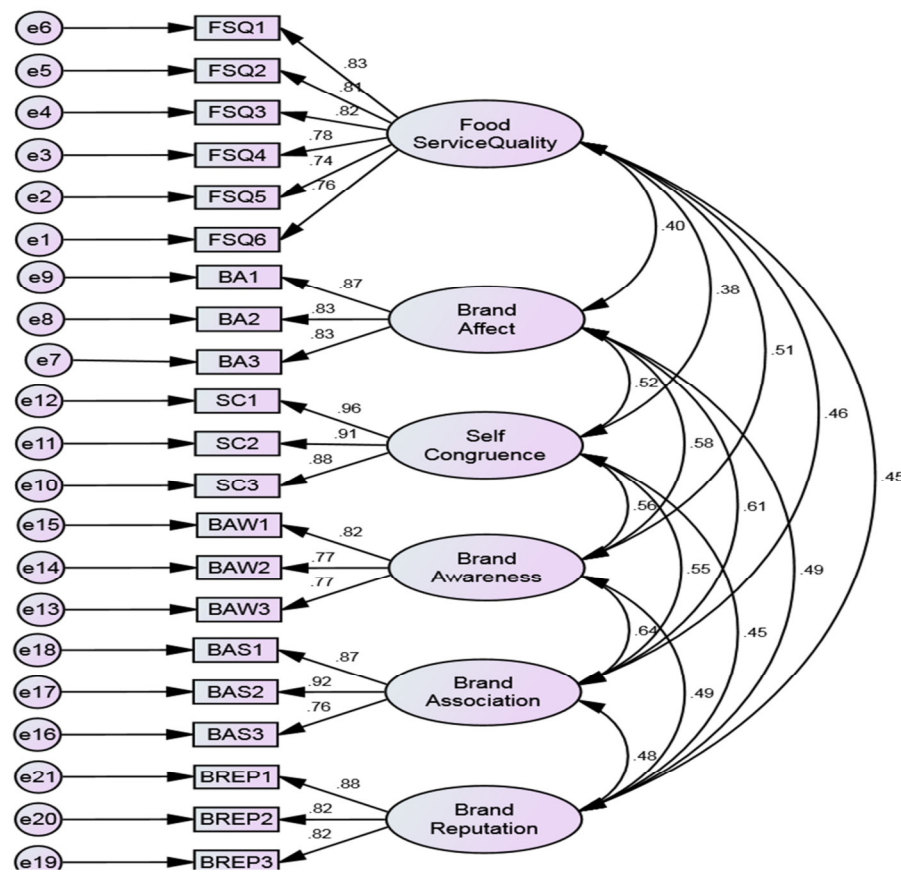 e6
FSQ1
.83
e5
FSQ2
.81
e4
FSQ3
.82
Food
ServiceQuality
e3
FSQ4
.78
.74
e2
FSQ5
.76
e1
FSQ6
.40
e9
BA1
.87
.38
e8
BA2
.83
Brand
Affect
e7
BA3
.83
.51
.52
e12
SC1
.96
.46
e11
SC2
.91
Self
Congruence
.58
e10
SC3
.88
.45
.56
.61
e15
BAW1
.82
e14
BAW2
.77
Brand
Awareness
.55
.49
e13
BAW3
.77
.64
.45
e18
BAS1
.87
e17
BAS2
.92
Brand
Association
.49
e16
BAS3
.76
.48
e21
BREP1
.88
e20
BREP2
.82
Brand
Reputation
e19
BREP3
.82